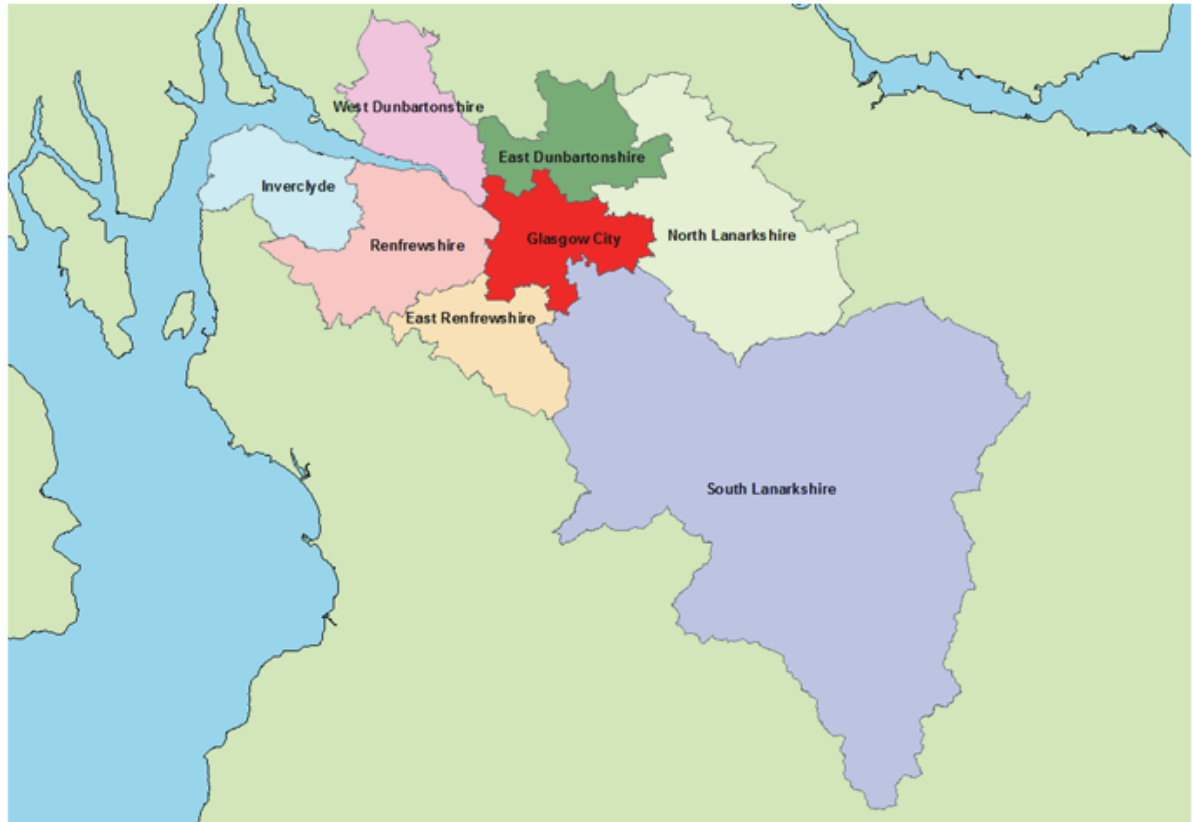 West Dunbartonshire
East Dunbartonshire
Inverclyde
North Lanarkshire
Glasgow City
Renfrewshire
East Renfrewshire
South Lanarkshire